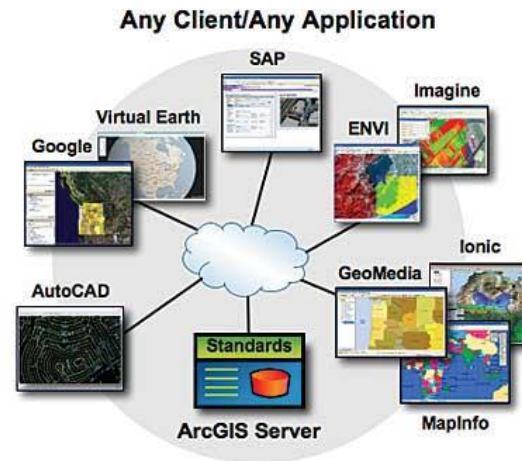 Any Client/Any Application
SAP
Imagine
Virtual Earth
ENVI
Google
Ionic
GeoMedia
AutoCAD
Standards
MapInfo
ArcGIS Server